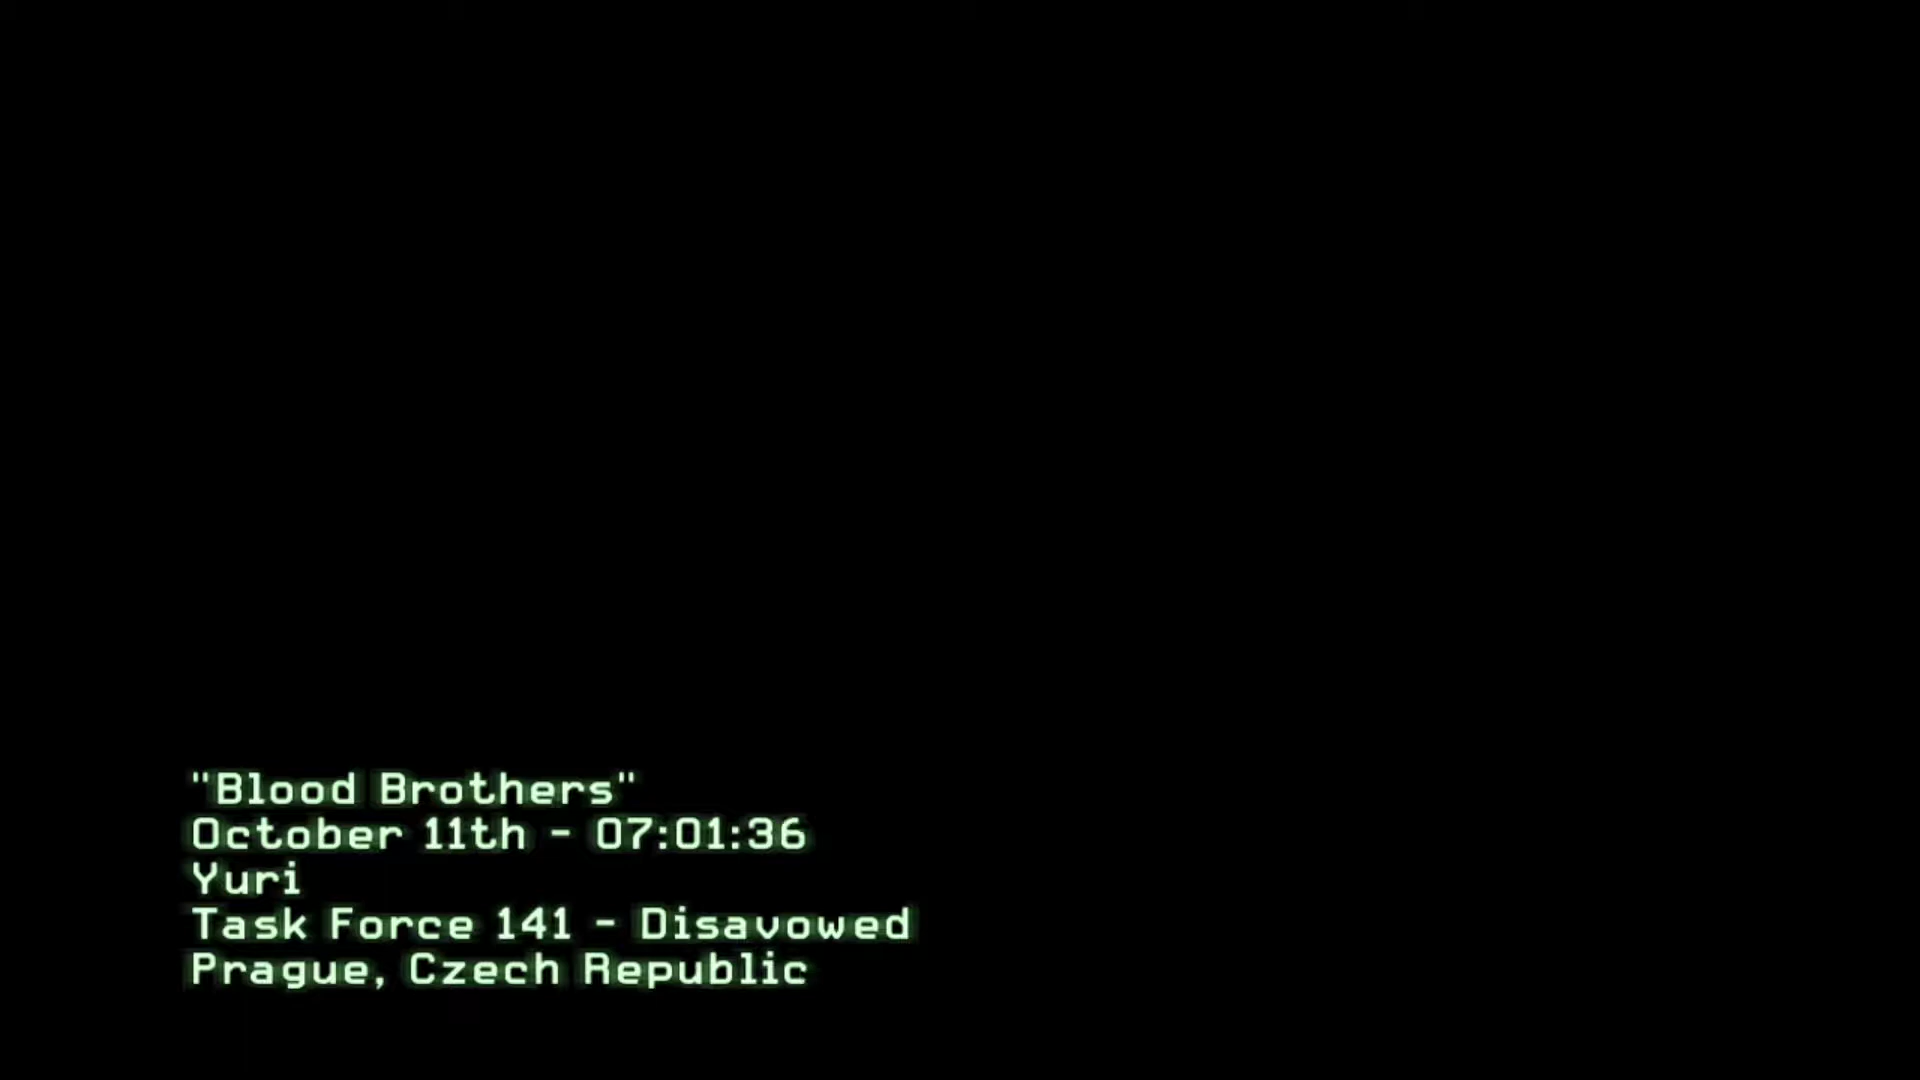 "Blood Brothers"
October 11th - 07:01:36
Yuri
Task Force 141 - Disavowed
Prague, Czech Republic